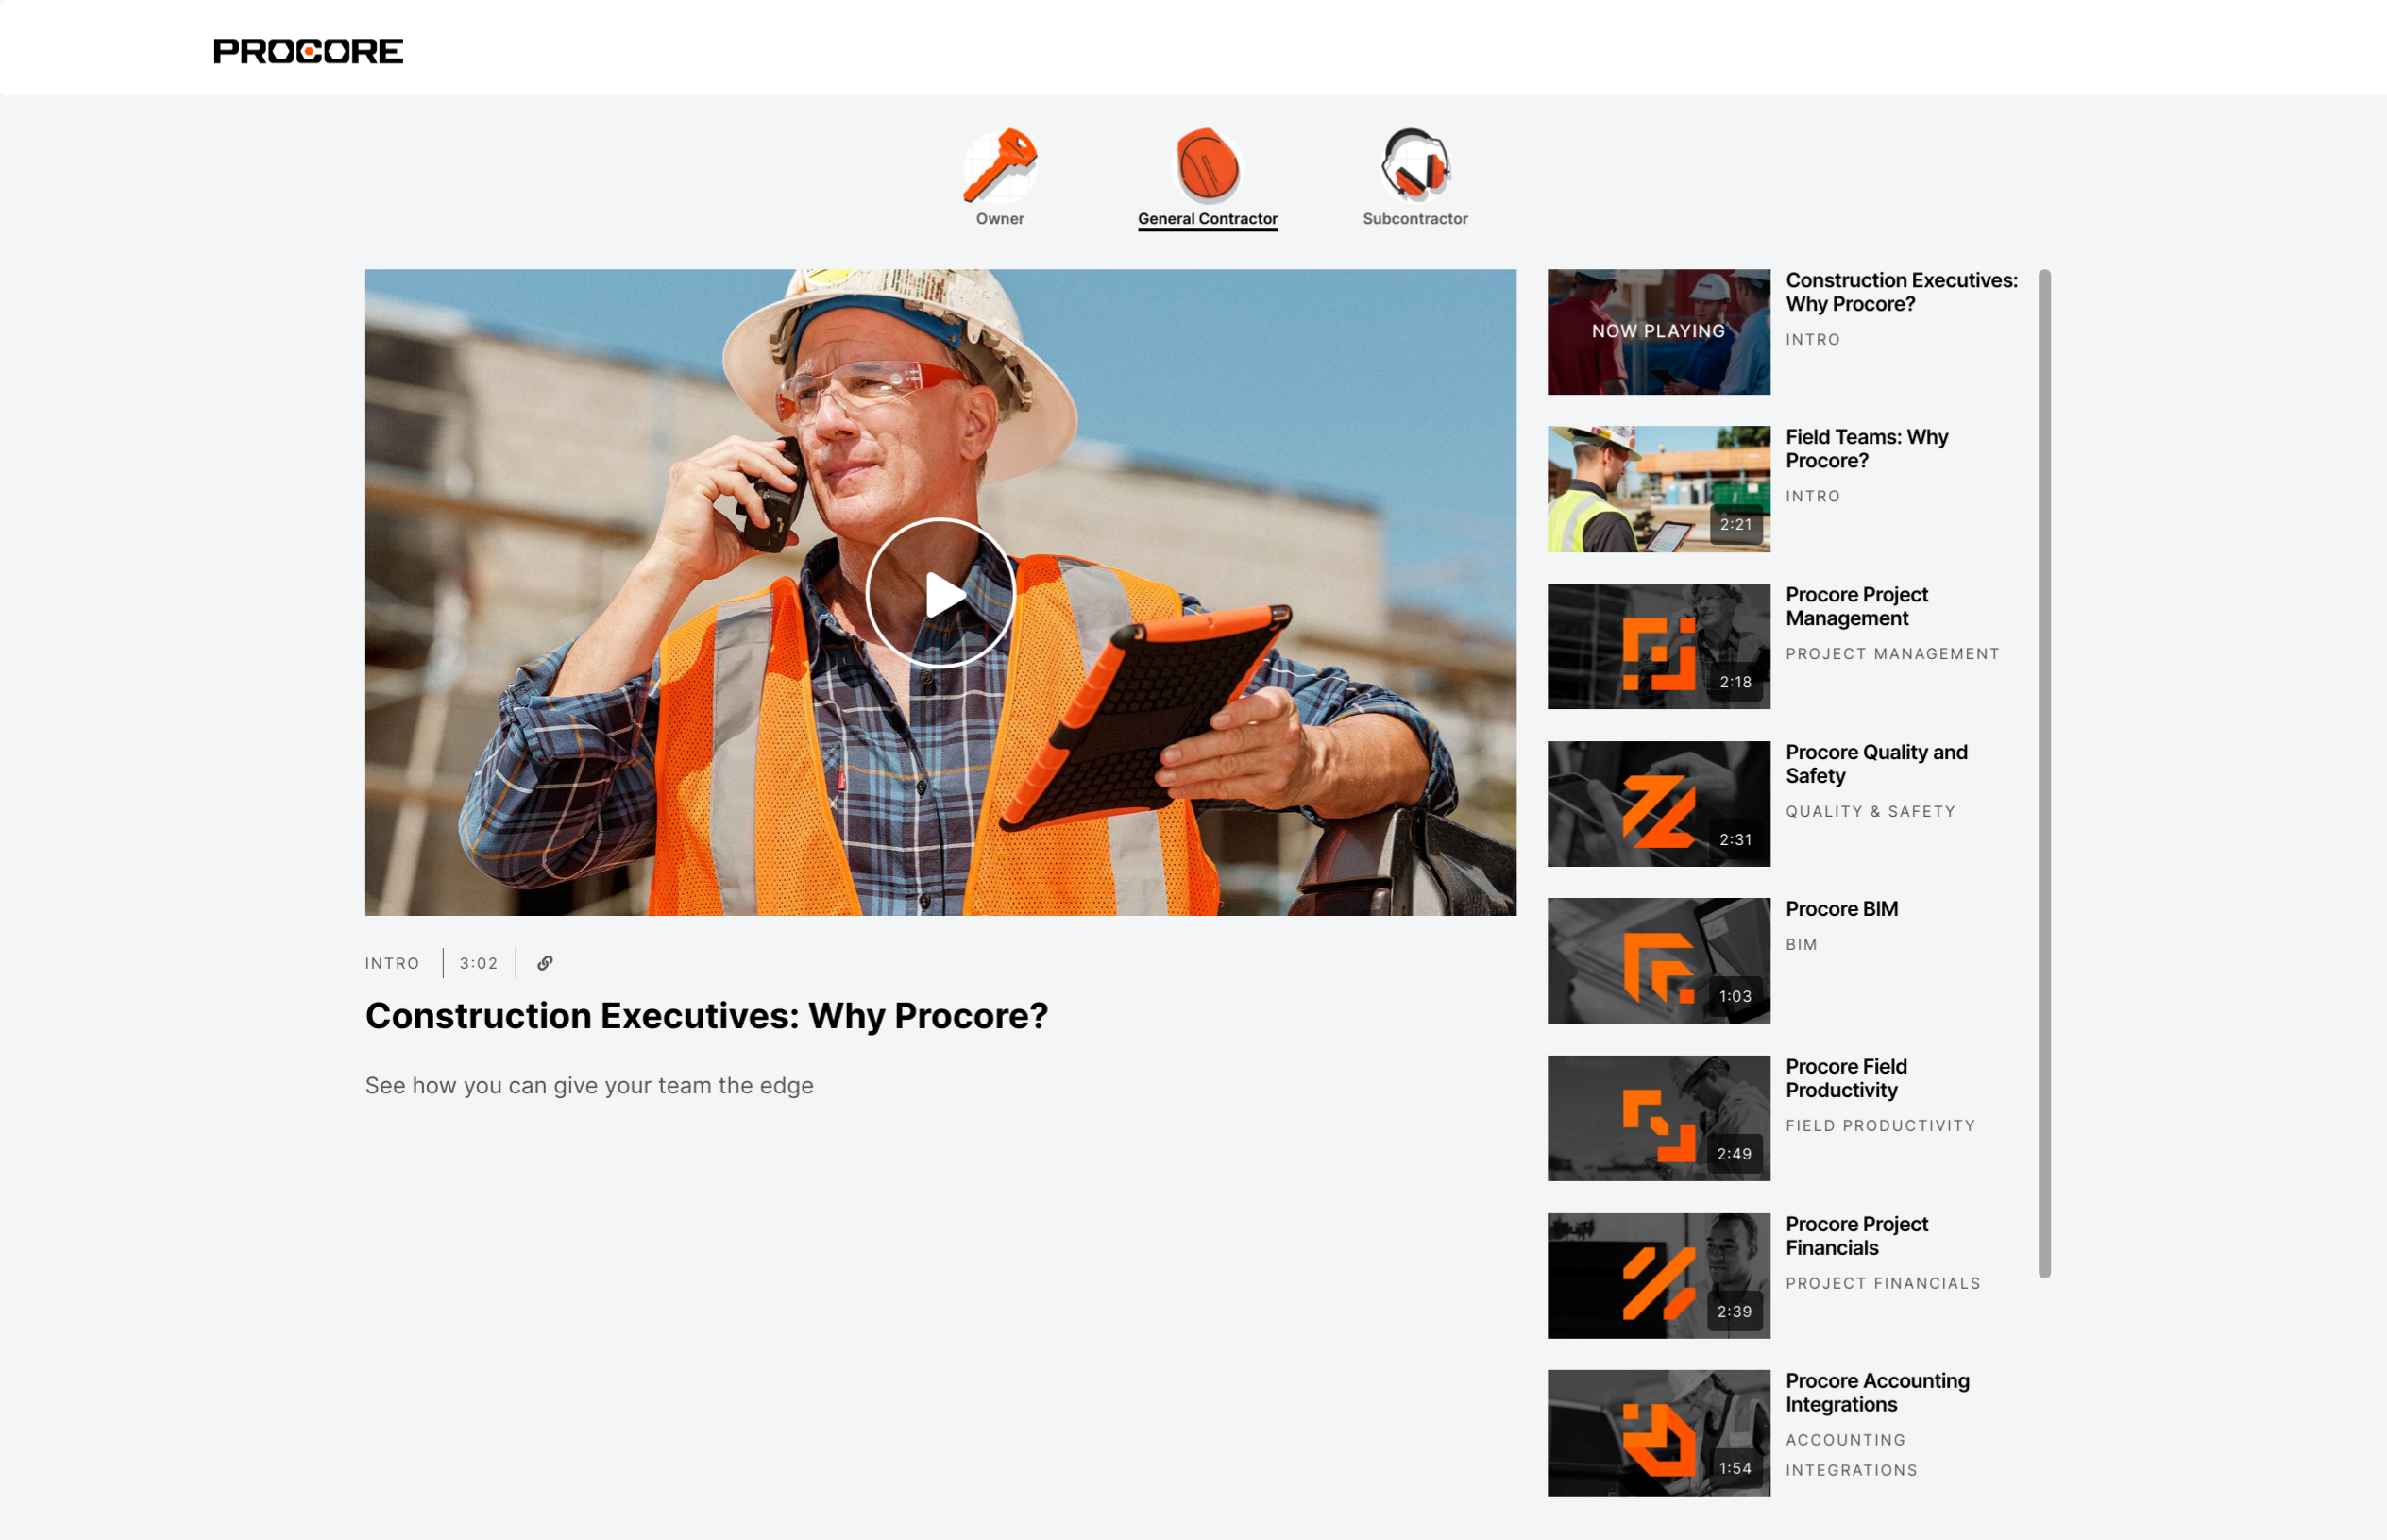 PROCORE
Owner
General Contractor
Subcontractor
INTRO
3:02
Construction Executives: Why Procore?
See how you can give your team the edge
NOW PLAYING
Construction Executives:
Why Procore?
INTRO
2:21
Field Teams: Why
Procore?
INTRO
2:18
Procore Project
Management
PROJECT MANAGEMENT
2:31
Procore Quality and
Safety
QUALITY & SAFETY
1:03
Procore BIM
BIM
2:49
Procore Field
Productivity
FIELD PRODUCTIVITY
2:39
Procore Project
Financials
PROJECT FINANCIALS
1:54
Procore Accounting
Integrations
ACCOUNTING
INTEGRATIONS